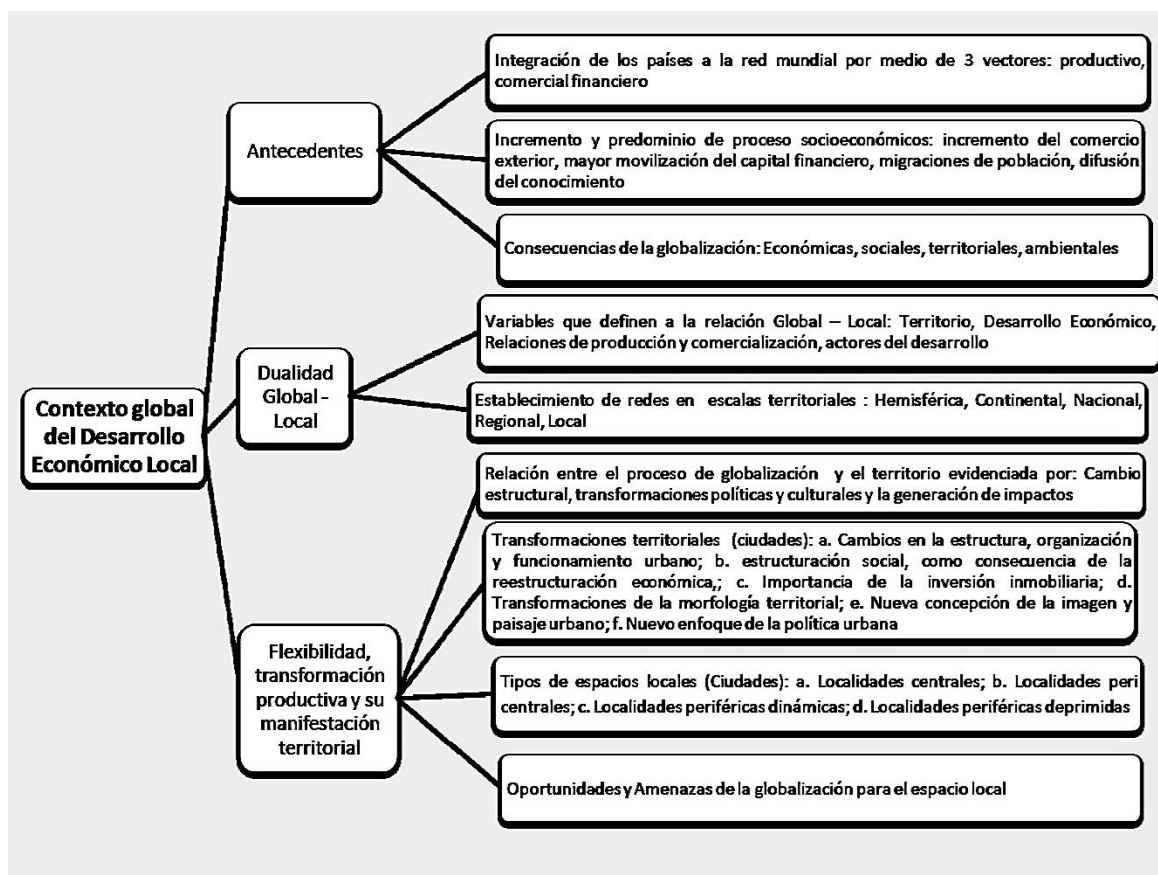 Contexto global
del Desarrollo
Económico Local
Antecedentes
Integración de los países a la red mundial por medio de 3 vectores: productivo,
comercial financiero
Incremento y predominio de proceso socioeconómicos: incremento del comercio
exterior, mayor movilización del capital financiero, migraciones de población, difusión
del conocimiento
Consecuencias de la globalización: Económicas, sociales, territoriales, ambientales
Dualidad
Global –
Local
Variables que definen a la relación Global – Local: Territorio, Desarrollo Económico,
Relaciones de producción y comercialización, actores del desarrollo
Establecimiento de redes en escalas territoriales : Hemisférica, Continental, Nacional,
Regional, Local
Flexibilidad,
transformación
productiva y su
manifestación
territorial
Relación entre el proceso de globalización y el territorio evidenciada por: Cambio
estructural, transformaciones políticas y culturales y la generación de impactos
Transformaciones territoriales (ciudades): a. Cambios en la estructura, organización
y funcionamiento urbano; b. estructuración social, como consecuencia de la
reestructuración económica,; c. Importancia de la inversión inmobiliaria; d.
Transformaciones de la morfología territorial; e. Nueva concepción de la imagen y
paisaje urbano; f. Nuevo enfoque de la política urbana
Tipos de espacios locales (Ciudades): a. Localidades centrales; b. Localidades peri
centrales; c. Localidades periféricas dinámicas; d. Localidades periféricas deprimidas
Oportunidades y Amenazas de la globalización para el espacio local